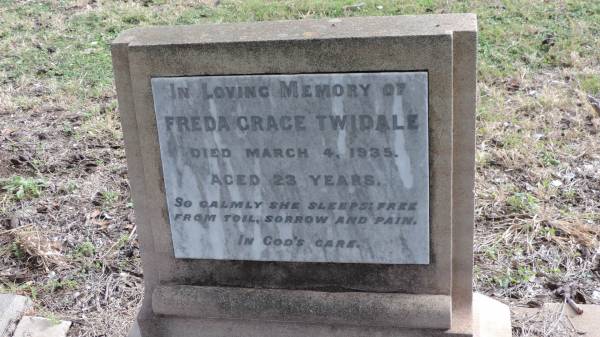 In Loving Memory of
FREDA GRACE TWIDALE
DIED MARCH 4, 1935.
AGED 23 YEARS.
So calmly she sleeps: free
from toil, sorrow and pain.
In God's care.